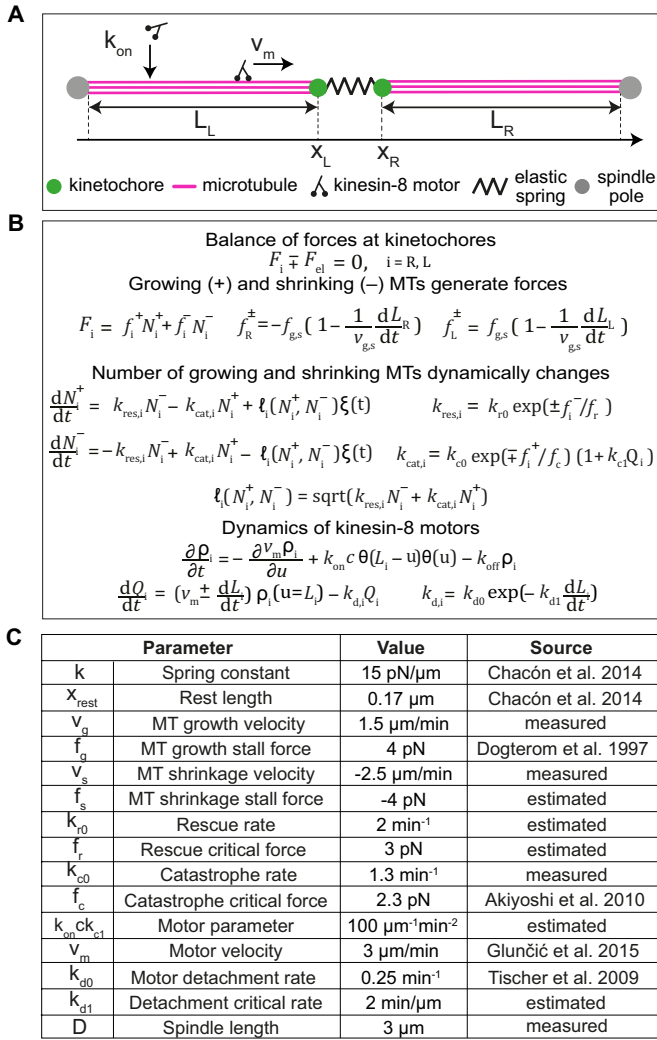 A
k_on
v_m
L_L
L_R
x_L
x_R
kinetochore
microtubule
kinesin-8 motor
elastic spring
spindle pole
B
Balance of forces at kinetochores
F_i ∓ F_el = 0, i = R, L
Growing (+) and shrinking (–) MTs generate forces
F_i = f_i^+ N_i^+ + f_i^- N_i^-   f_R^± = –f_g,s ( 1– 1/v_g,s dL_R/dt )   f_L^± = f_g,s ( 1– 1/v_g,s dL_L/dt )
Number of growing and shrinking MTs dynamically changes
dN_i^+/dt = k_res,i N_i^- – k_cat,i N_i^+ + ℓ_i(N_i^+, N_i^-)ξ(t)   k_res,i = k_r0 exp(±f_i^-/f_r)
dN_i^-/dt = –k_res,i N_i^- + k_cat,i N_i^+ – ℓ_i(N_i^+, N_i^-)ξ(t)   k_cat,i = k_c0 exp(∓f_i^+/f_c) (1+k_c1 Q_i)
ℓ_i(N_i^+, N_i^-) = sqrt(k_res,i N_i^- + k_cat,i N_i^+)
Dynamics of kinesin-8 motors
∂ρ_i/∂t = – ∂v_m ρ_i/∂u + k_on c θ(L_i – u)θ(u) – k_off ρ_i
dQ_i/dt = (v_m ± dL_i/dt) ρ_i(u=L_i) – k_d,i Q_i   k_d,i = k_d0 exp(– k_d1 dL_i/dt)
C
Parameter Value Source
k Spring constant 15 pN/µm Chacón et al. 2014
x_rest Rest length 0.17 µm Chacón et al. 2014
v_g MT growth velocity 1.5 µm/min measured
f_g MT growth stall force 4 pN Dogterom et al. 1997
v_s MT shrinkage velocity -2.5 µm/min measured
f_s MT shrinkage stall force -4 pN estimated
k_r0 Rescue rate 2 min⁻¹ estimated
f_r Rescue critical force 3 pN estimated
k_c0 Catastrophe rate 1.3 min⁻¹ measured
f_c Catastrophe critical force 2.3 pN Akiyoshi et al. 2010
k_on ck_c1 Motor parameter 100 µm⁻¹min⁻² estimated
v_m Motor velocity 3 µm/min Glunčić et al. 2015
k_d0 Motor detachment rate 0.25 min⁻¹ Tischer et al. 2009
k_d1 Detachment critical rate 2 min/µm estimated
D Spindle length 3 µm measured